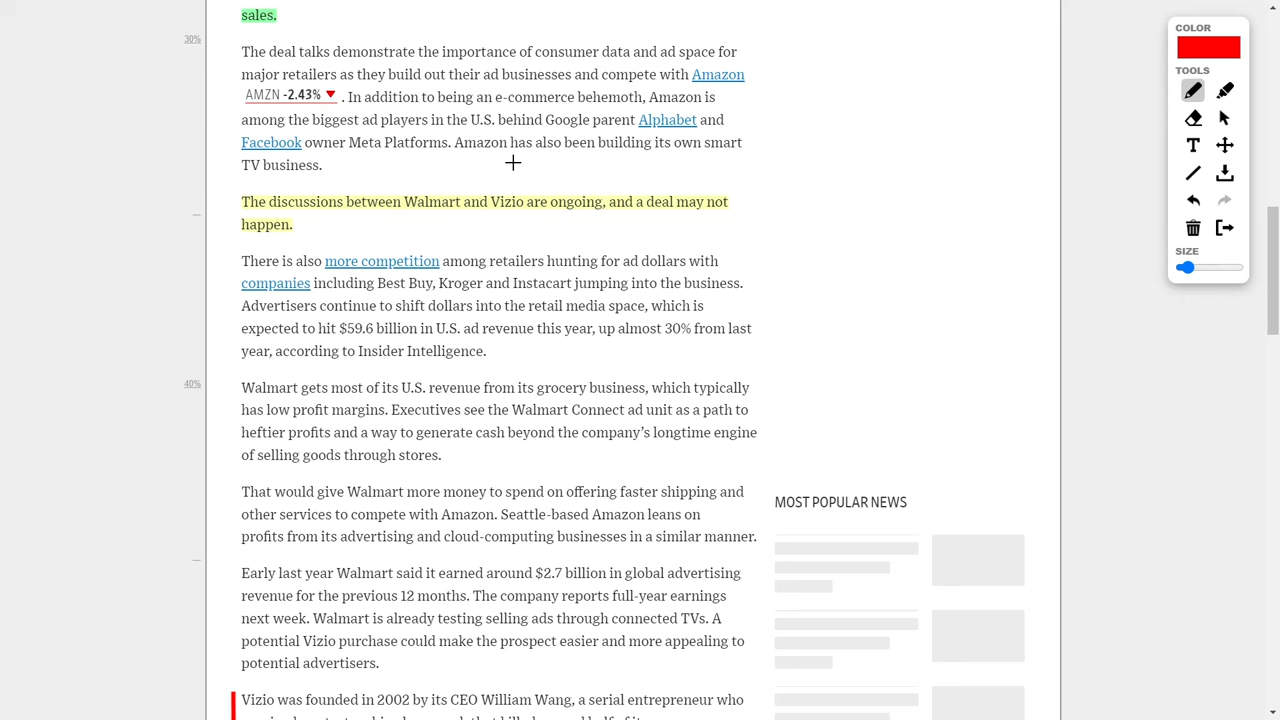 sales.
30%
The deal talks demonstrate the importance of consumer data and ad space for
major retailers as they build out their ad businesses and compete with Amazon
AMZN -2.43% . In addition to being an e-commerce behemoth, Amazon is
among the biggest ad players in the U.S. behind Google parent Alphabet and
Facebook owner Meta Platforms. Amazon has also been building its own smart
TV business.
The discussions between Walmart and Vizio are ongoing, and a deal may not
happen.
There is also more competition among retailers hunting for ad dollars with
companies including Best Buy, Kroger and Instacart jumping into the business.
Advertisers continue to shift dollars into the retail media space, which is
expected to hit $59.6 billion in U.S. ad revenue this year, up almost 30% from last
year, according to Insider Intelligence.
40%
Walmart gets most of its U.S. revenue from its grocery business, which typically
has low profit margins. Executives see the Walmart Connect ad unit as a path to
heftier profits and a way to generate cash beyond the company’s longtime engine
of selling goods through stores.
That would give Walmart more money to spend on offering faster shipping and
other services to compete with Amazon. Seattle-based Amazon leans on
profits from its advertising and cloud-computing businesses in a similar manner.
Early last year Walmart said it earned around $2.7 billion in global advertising
revenue for the previous 12 months. The company reports full-year earnings
next week. Walmart is already testing selling ads through connected TVs. A
potential Vizio purchase could make the prospect easier and more appealing to
potential advertisers.
Vizio was founded in 2002 by its CEO William Wang, a serial entrepreneur who
MOST POPULAR NEWS
COLOR
TOOLS
T
SIZE